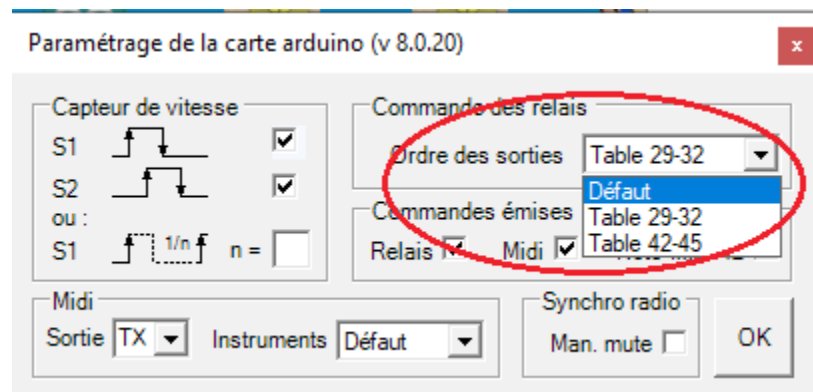 Paramétrage de la carte arduino (v 8.0.20)
x
Capteur de vitesse
S1
S2
ou :
S1 1/n n =
Commande des relais
Ordre des sorties Table 29-32
Défaut
Table 29-32
Table 42-45
Commandes émises
Relais Midi
Midi
Sortie TX Instruments Défaut
Synchro radio
Man. mute
OK